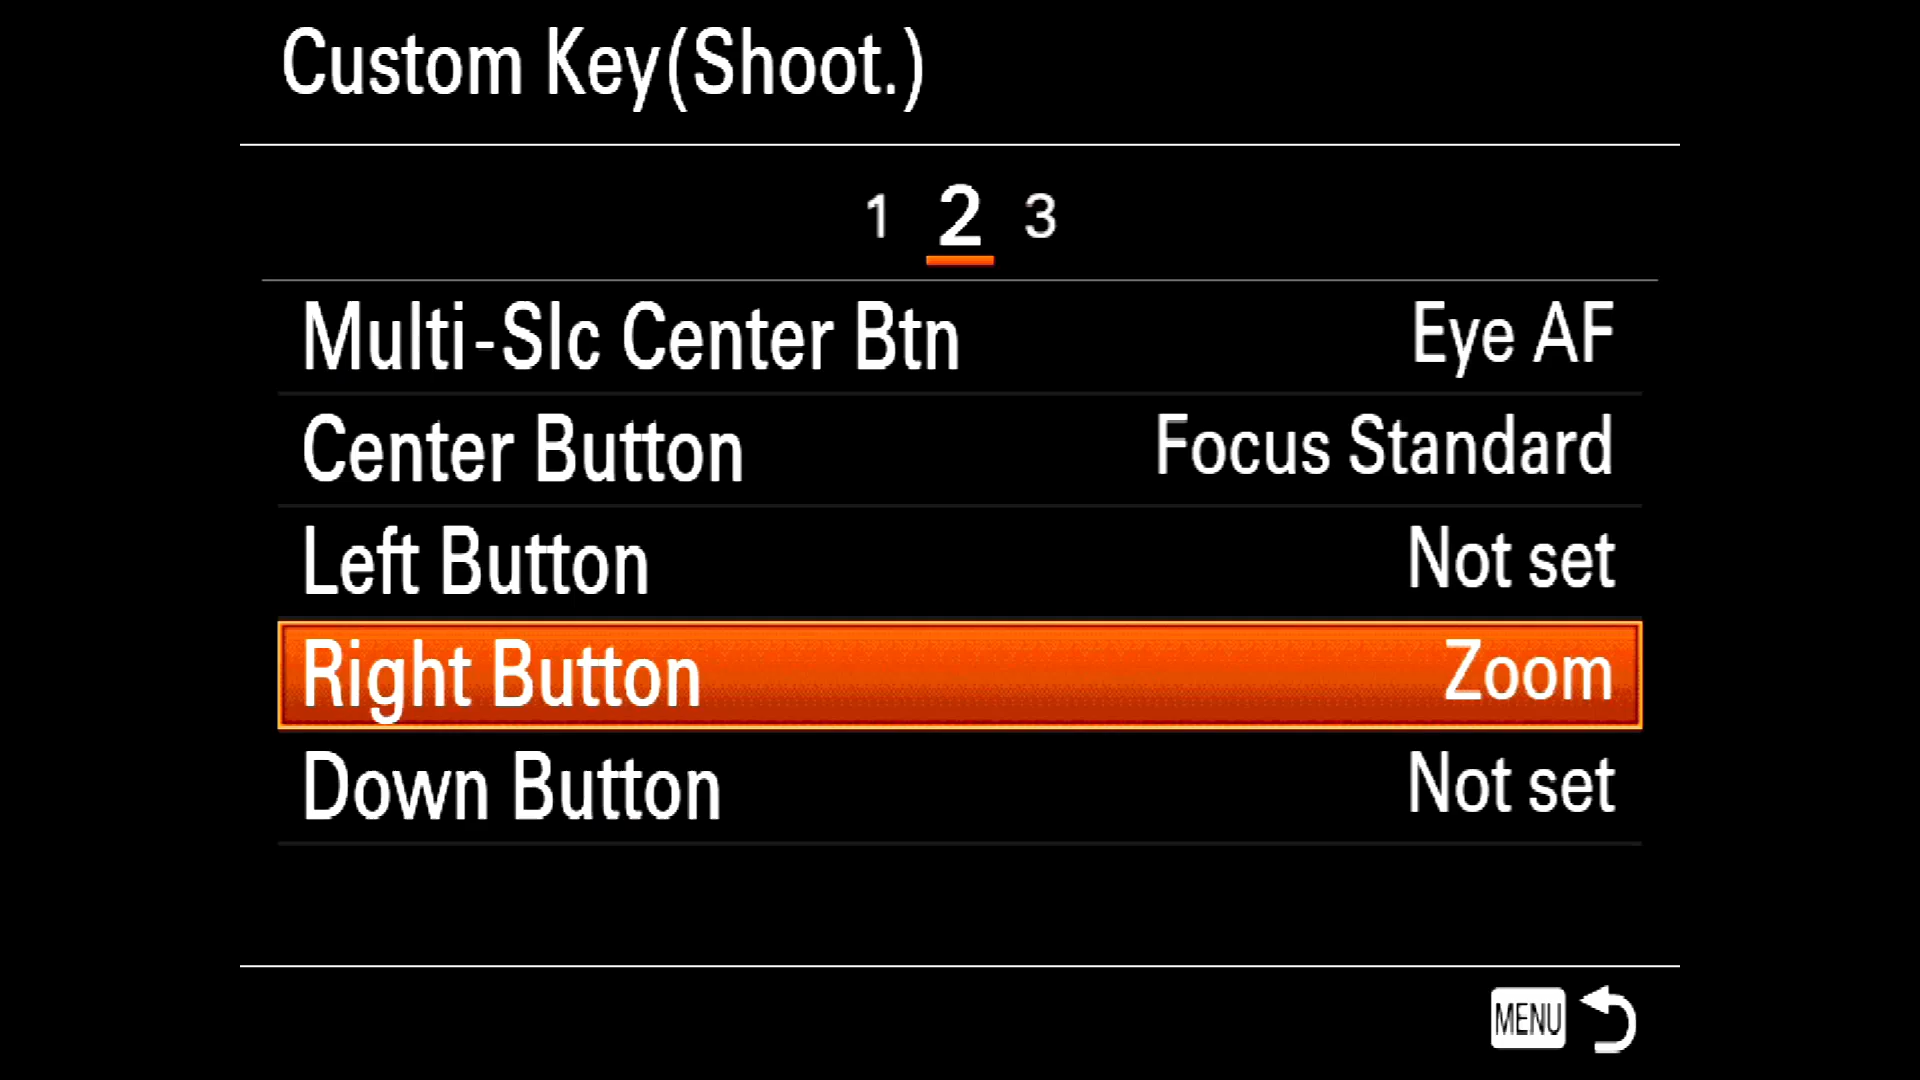 Custom Key(Shoot.)
1 2 3
Multi-Slc Center Btn Eye AF
Center Button Focus Standard
Left Button Not set
Right Button Zoom
Down Button Not set
MENU